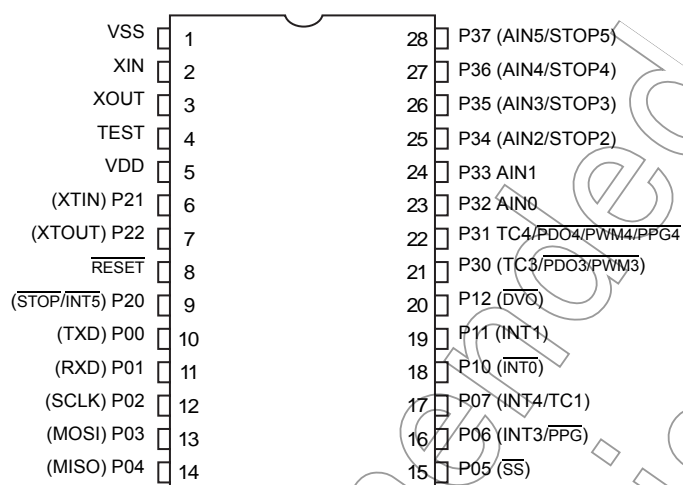 VSS 1 28 P37 (AIN5/STOP5)
XIN 2 27 P36 (AIN4/STOP4)
XOUT 3 26 P35 (AIN3/STOP3)
TEST 4 25 P34 (AIN2/STOP2)
VDD 5 24 P33 AIN1
(XTIN) P21 6 23 P32 AIN0
(XTOUT) P22 7 22 P31 TC4/PDO4/PWM4/PPG4
RESET 8 21 P30 (TC3/PDO3/PWM3)
(STOP/INT5) P20 9 20 P12 (DVO)
(TXD) P00 10 19 P11 (INT1)
(RXD) P01 11 18 P10 (INT0)
(SCLK) P02 12 17 P07 (INT4/TC1)
(MOSI) P03 13 16 P06 (INT3/PPG)
(MISO) P04 14 15 P05 (SS)